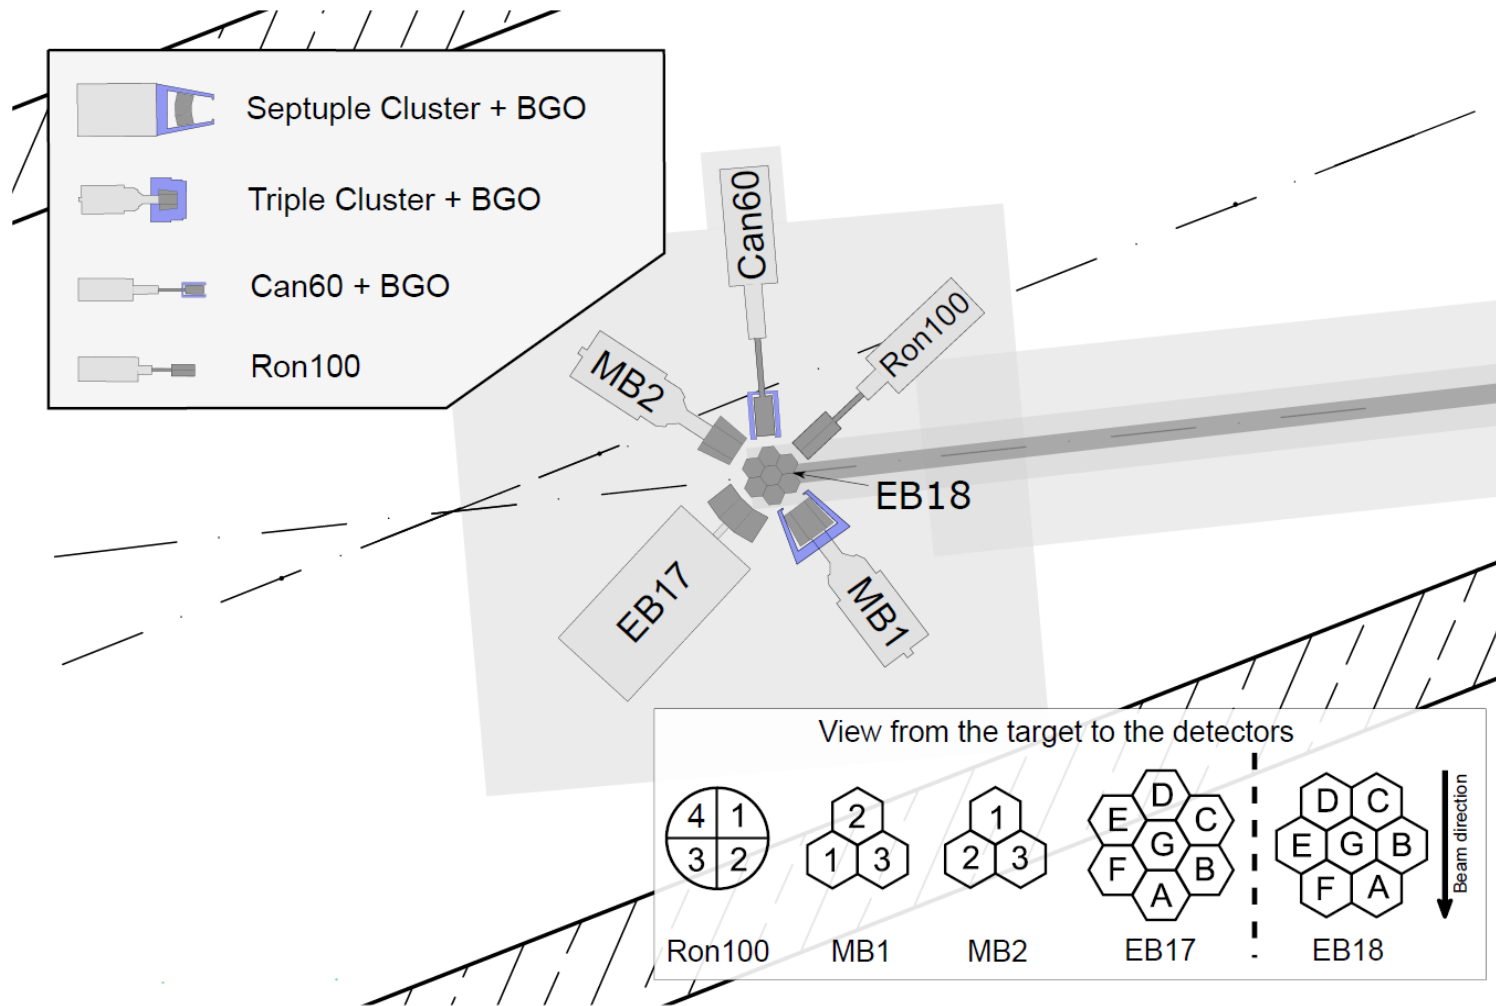 Septuple Cluster + BGO
Triple Cluster + BGO
Can60 + BGO
Ron100
Can60
Ron100
MB2
EB18
EB17
MB1
View from the target to the detectors
4 1
3 2
2
1 3
1
2 3
D
E C
G
F B
A
D C
E G B
F A
Beam direction
Ron100 MB1 MB2 EB17 EB18